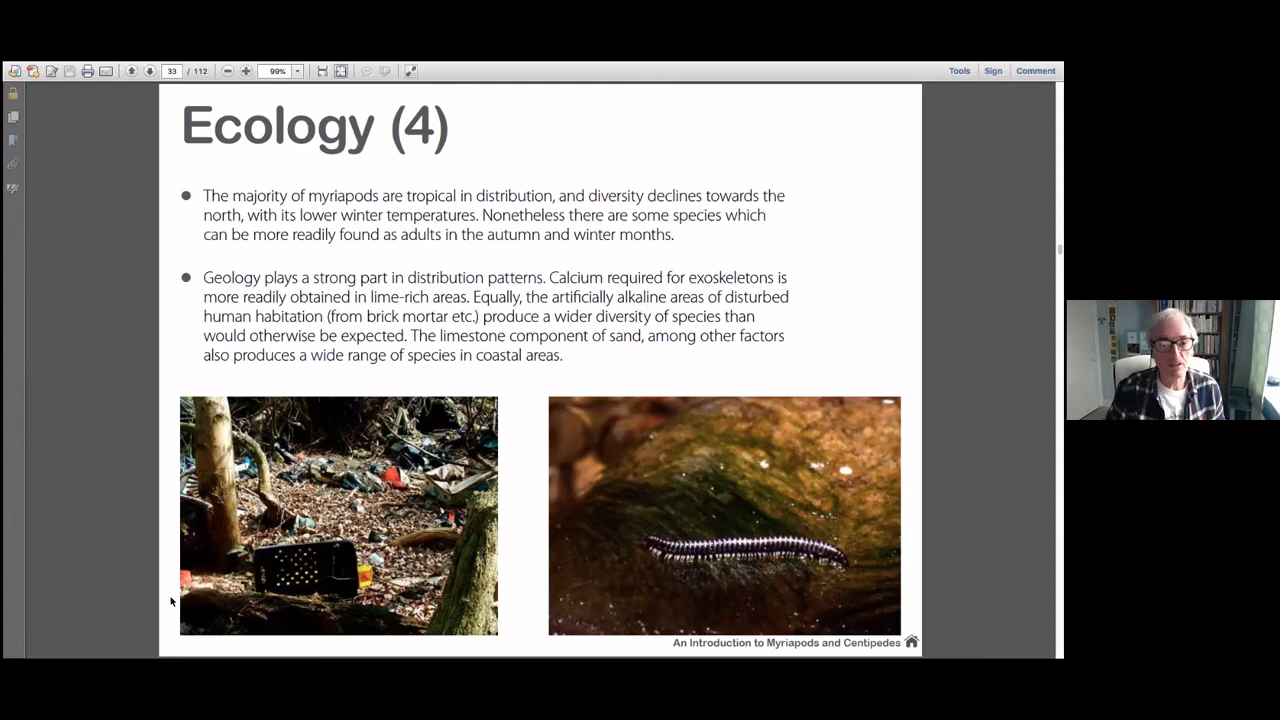 33 / 112
99%
Tools Sign Comment
Ecology (4)
The majority of myriapods are tropical in distribution, and diversity declines towards the
north, with its lower winter temperatures. Nonetheless there are some species which
can be more readily found as adults in the autumn and winter months.
Geology plays a strong part in distribution patterns. Calcium required for exoskeletons is
more readily obtained in lime-rich areas. Equally, the artificially alkaline areas of disturbed
human habitation (from brick mortar etc.) produce a wider diversity of species than
would otherwise be expected. The limestone component of sand, among other factors
also produces a wide range of species in coastal areas.
An Introduction to Myriapods and Centipedes